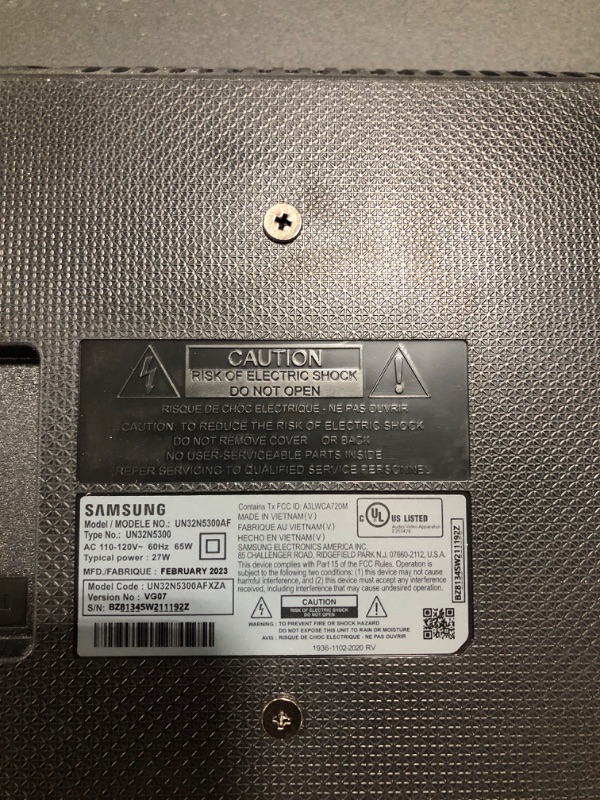 CAUTION
RISK OF ELECTRIC SHOCK
DO NOT OPEN
RISQUE DE CHOC ELECTRIQUE - NE PAS OUVRIR
CAUTION: TO REDUCE THE RISK OF ELECTRIC SHOCK
DO NOT REMOVE COVER OR BACK
NO USER-SERVICEABLE PARTS INSIDE
REFER SERVICING TO QUALIFIED SERVICE PERSONNEL
SAMSUNG
Model / MODELE NO.: UN32N5300AF
Type No.: UN32N5300
AC 110-120V~ 60Hz 65W
Typical power : 27W
MFD./FABRIQUE : FEBRUARY 2023
Model Code : UN32N5300AFXZA
Version No : VG07
S/N: BZ81345W211192Z
Contains Tx FCC ID: A3LWCA720M
MADE IN VIETNAM(V)
FABRIQUE AU VIETNAM(V)
HECHO EN VIETNAM(V)
SAMSUNG ELECTRONICS AMERICA INC.
85 CHALLENGER ROAD, RIDGEFIELD PARK N.J. 07660-2112, U.S.A.
This device complies with Part 15 of the FCC Rules. Operation is
subject to the following two conditions: (1) this device may not cause
harmful interference, and (2) this device must accept any interference
received, including interference that may cause undesired operation.
C UL US LISTED
Audio/Video Apparatus
CAUTION
RISK OF ELECTRIC SHOCK
DO NOT OPEN
WARNING : TO PREVENT FIRE OR SHOCK HAZARD
DO NOT EXPOSE THIS UNIT TO RAIN OR MOISTURE
AVIS : RISQUE DE CHOC ELECTRIQUE - NE PAS OUVRIR
1936-1102-2020 RV
BZ81345W211192Z